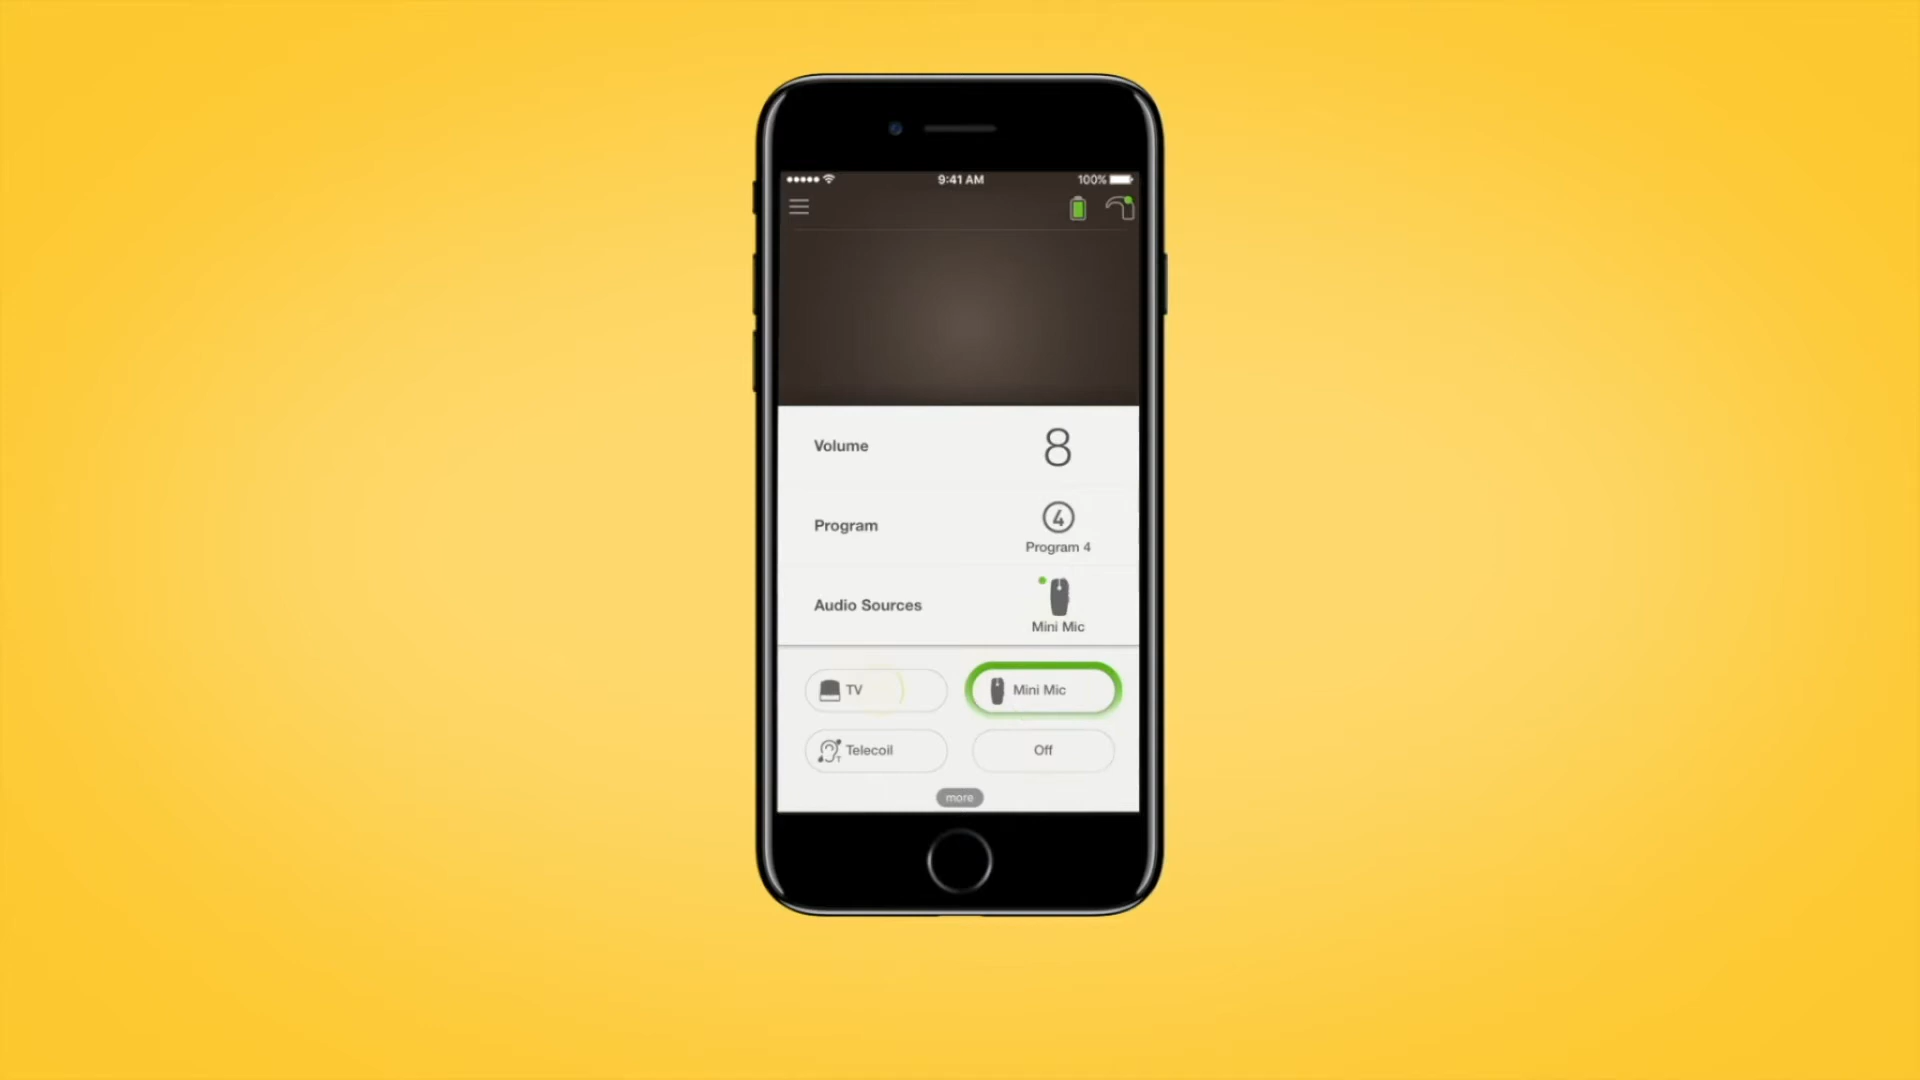 9:41 AM 100%
Volume 8
Program 4
Program 4
Audio Sources
Mini Mic
TV Mini Mic
T Telecoil Off
more